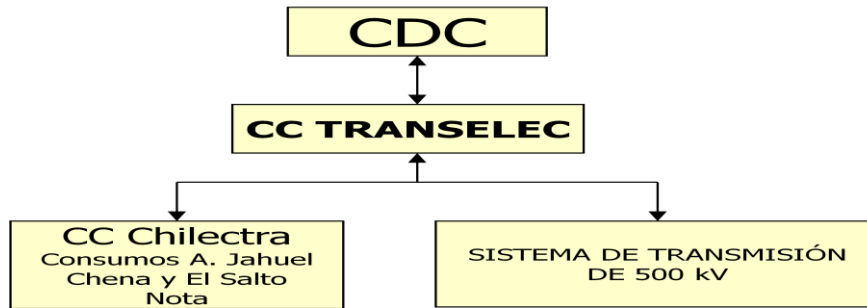 CDC
CC TRANSELEC
CC Chilectra
Consumos A. Jahuel
Chena y El Salto
Nota
SISTEMA DE TRANSMISIÓN
DE 500 kV